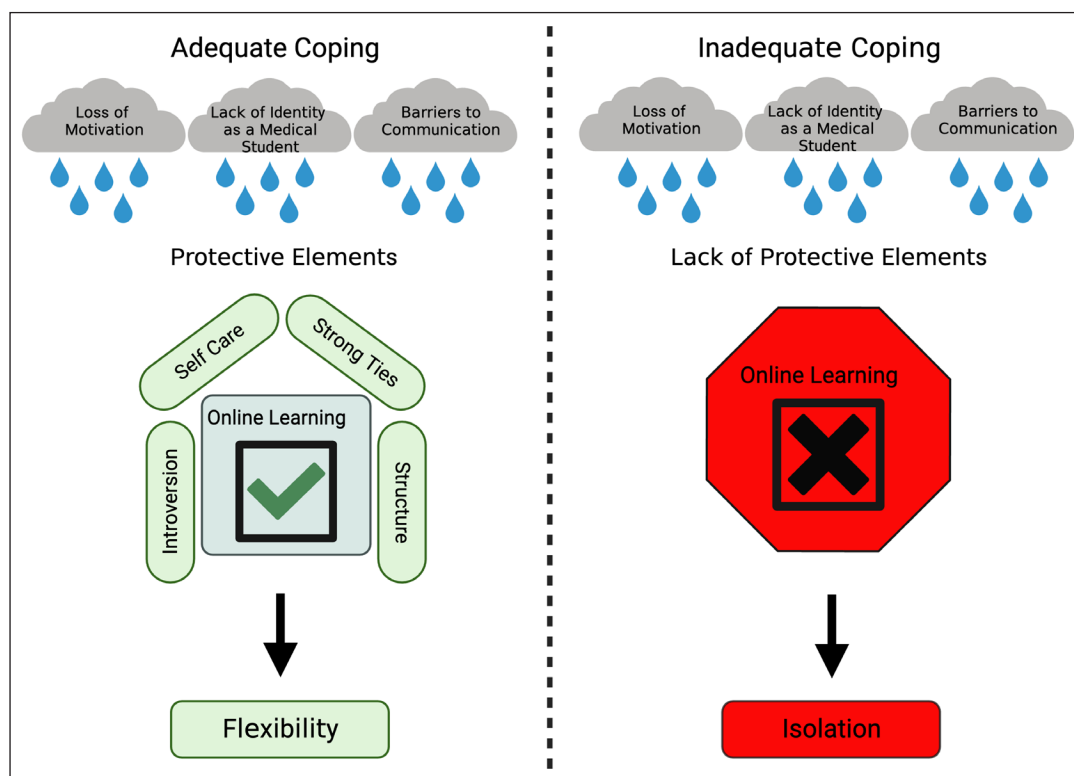 Adequate Coping
Loss of
Motivation
Lack of Identity
as a Medical
Student
Barriers to
Communication
Protective Elements
Self Care
Strong Ties
Online Learning
Introversion
Structure
Flexibility
Inadequate Coping
Loss of
Motivation
Lack of Identity
as a Medical
Student
Barriers to
Communication
Lack of Protective Elements
Online Learning
Isolation